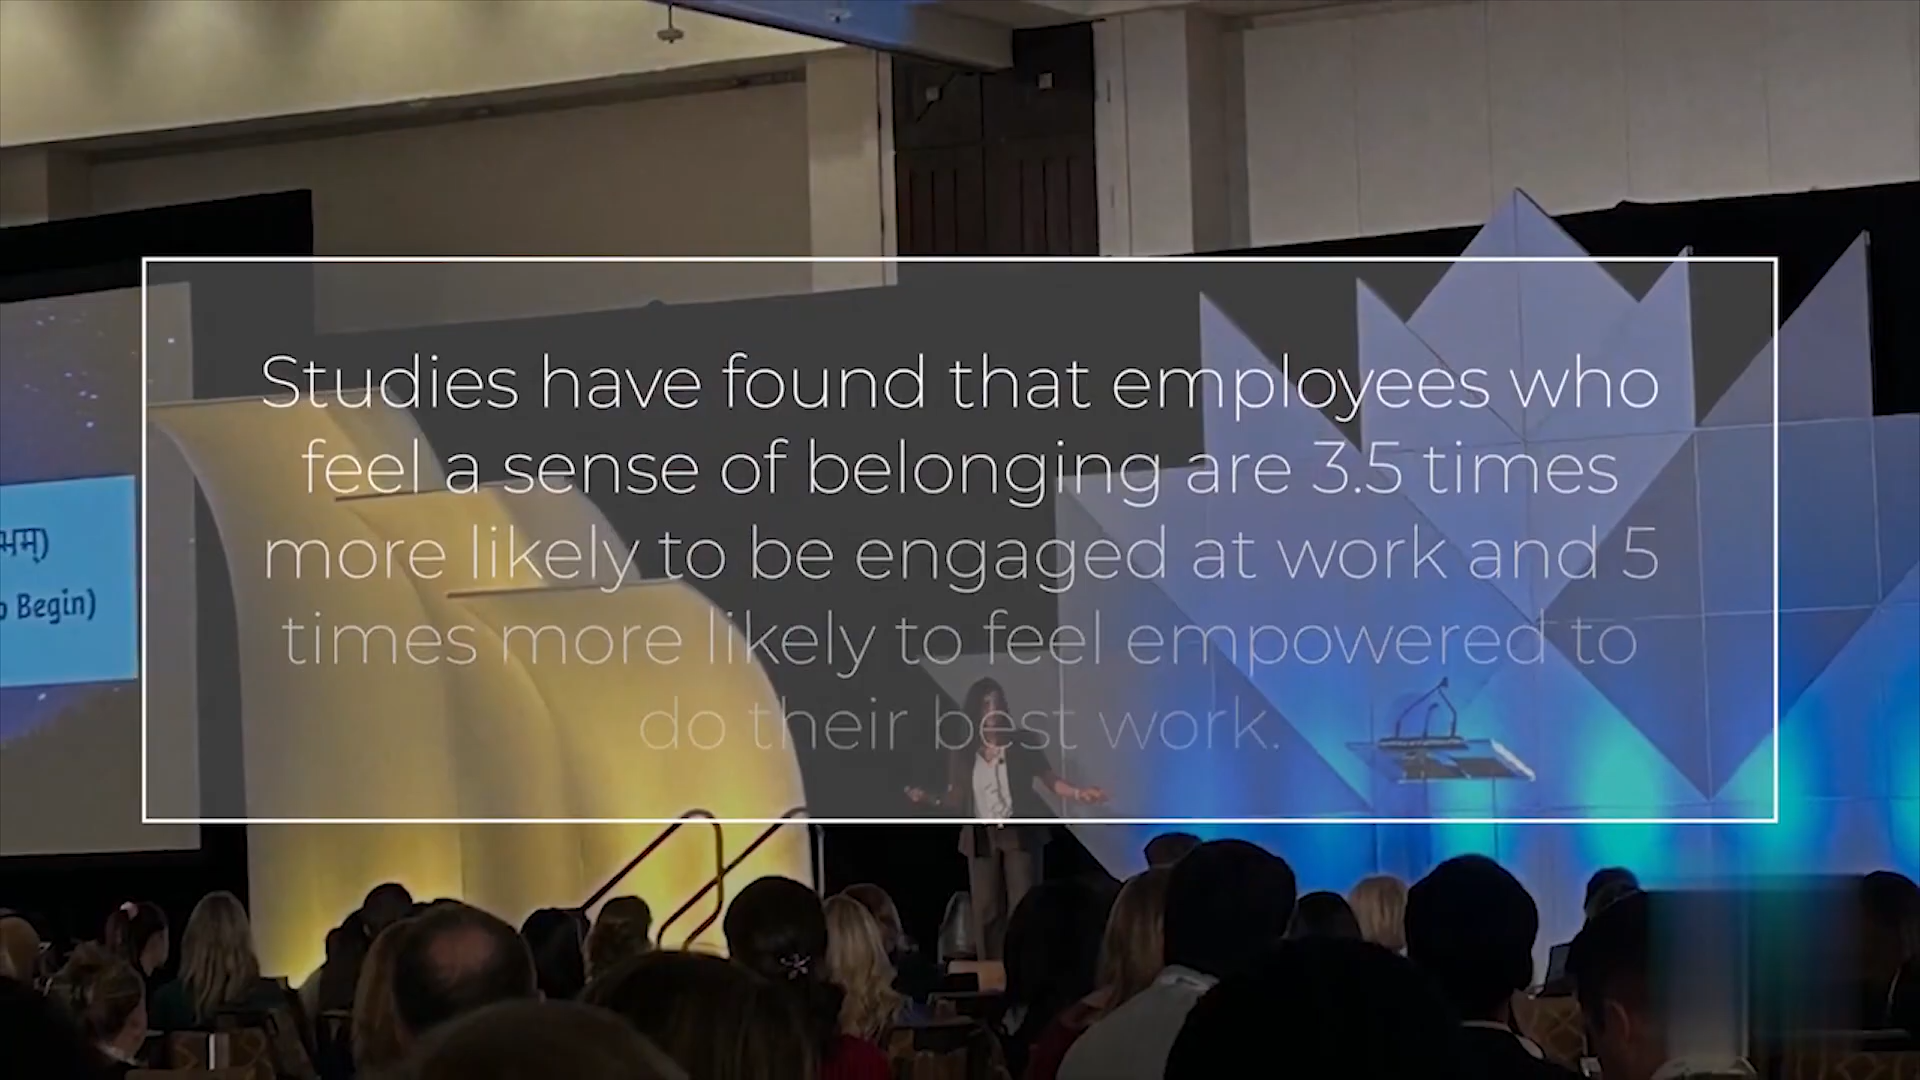 Studies have found that employees who
feel a sense of belonging are 3.5 times
more likely to be engaged at work and 5
times more likely to feel empowered to
do their best work.
Begin)